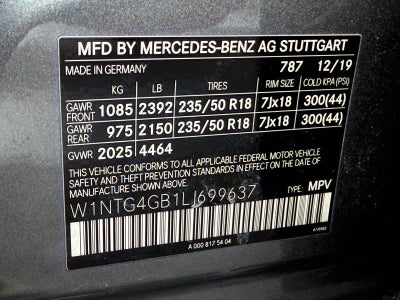 MFD BY MERCEDES-BENZ AG STUTTGART
MADE IN GERMANY 787 12/19
KG LB TIRES RIM SIZE COLD KPA (PSI)
GAWR FRONT 1085 2392 235/50 R18 7Jx18 300(44)
GAWR REAR 975 2150 235/50 R18 7Jx18 300(44)
GVWR 2025 4464
THIS VEHICLE CONFORMS TO ALL APPLICABLE FEDERAL MOTOR VEHICLE
SAFETY, THEFT PREVENTION AND BUMPER STANDARDS IN EFFECT ON THE
DATE OF MANUFACTURE SHOWN ABOVE.
W1NTG4GB1LJ699637 TYPE: MPV
A 000 817 54 04